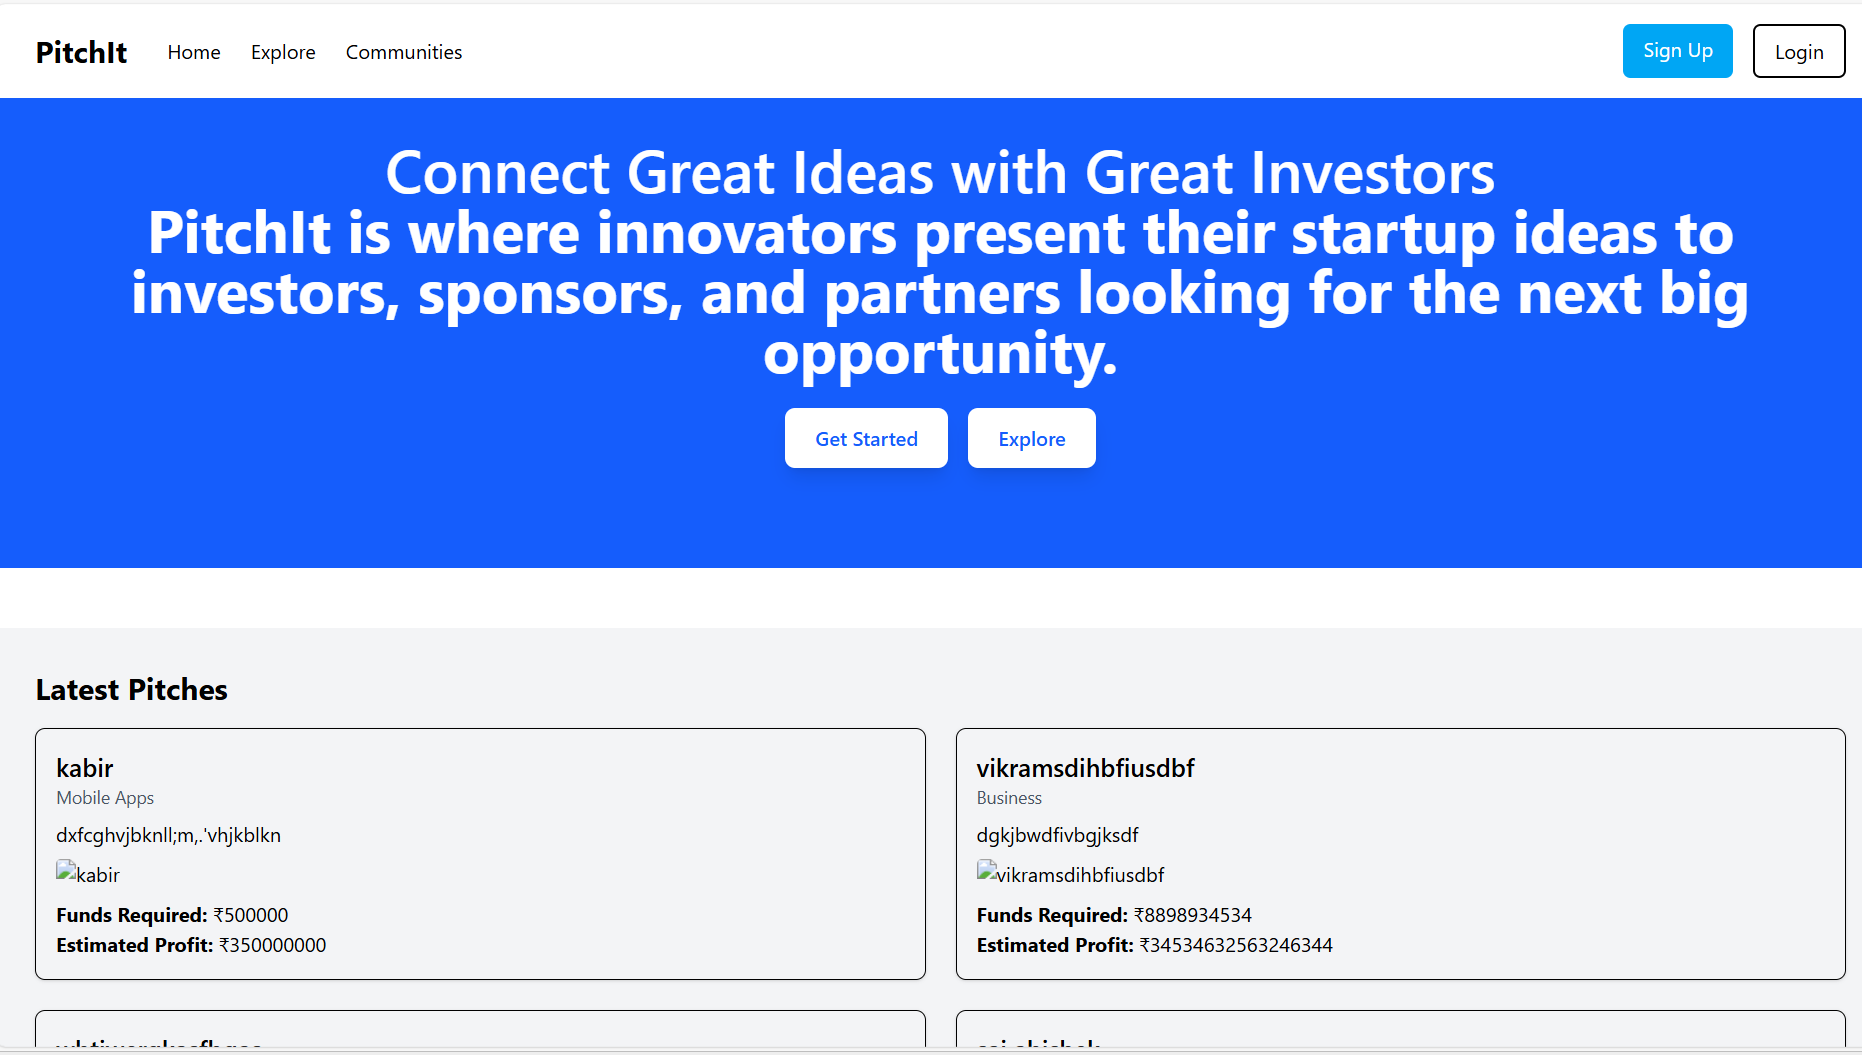 PitchIt Home Explore Communities Sign Up Login
Connect Great Ideas with Great Investors
PitchIt is where innovators present their startup ideas to
investors, sponsors, and partners looking for the next big
opportunity.
Get Started Explore
Latest Pitches
kabir
Mobile Apps
dxfcghvjbknll;m,.'vhjkblkn
kabir
Funds Required: ₹500000
Estimated Profit: ₹350000000
vikramsdihbfiusdbf
Business
dgkjbwdfivbgjksdf
vikramsdihbfiusdbf
Funds Required: ₹8898934534
Estimated Profit: ₹34534632563246344